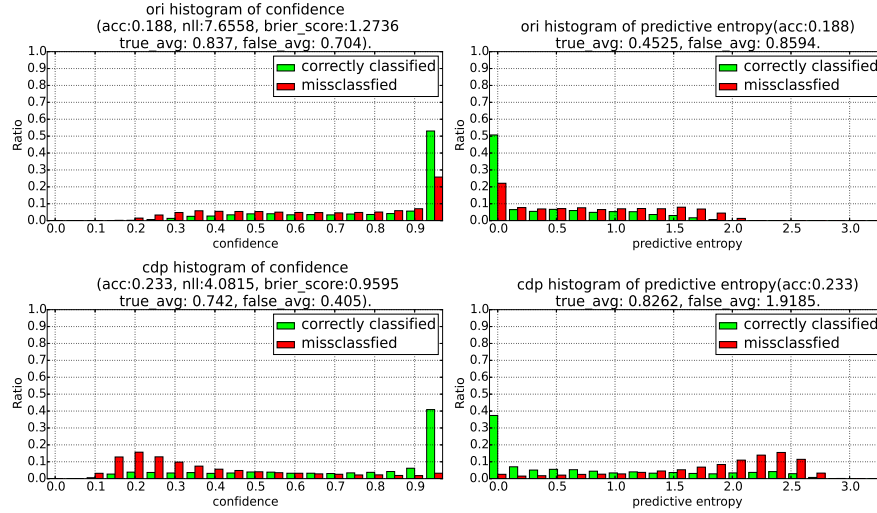 ori histogram of confidence
(acc:0.188, nll:7.6558, brier_score:1.2736
true_avg: 0.837, false_avg: 0.704).
1.0
0.9
0.8
0.7
0.6
0.5
0.4
0.3
0.2
0.1
0.0
Ratio
correctly classified
missclassfied
0.0 0.1 0.2 0.3 0.4 0.5 0.6 0.7 0.8 0.9
confidence
ori histogram of predictive entropy(acc:0.188)
true_avg: 0.4525, false_avg: 0.8594.
1.0
0.9
0.8
0.7
0.6
0.5
0.4
0.3
0.2
0.1
0.0
Ratio
correctly classified
missclassfied
0.0 0.5 1.0 1.5 2.0 2.5 3.0
predictive entropy
cdp histogram of confidence
(acc:0.233, nll:4.0815, brier_score:0.9595
true_avg: 0.742, false_avg: 0.405).
1.0
0.9
0.8
0.7
0.6
0.5
0.4
0.3
0.2
0.1
0.0
Ratio
correctly classified
missclassfied
0.0 0.1 0.2 0.3 0.4 0.5 0.6 0.7 0.8 0.9
confidence
cdp histogram of predictive entropy(acc:0.233)
true_avg: 0.8262, false_avg: 1.9185.
1.0
0.9
0.8
0.7
0.6
0.5
0.4
0.3
0.2
0.1
0.0
Ratio
correctly classified
missclassfied
0.0 0.5 1.0 1.5 2.0 2.5 3.0
predictive entropy